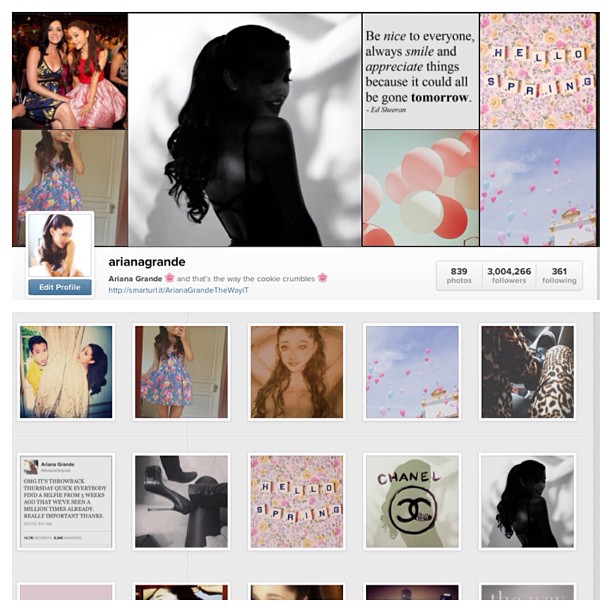 Be nice to everyone,
always smile and
appreciate things
because it could all
be gone tomorrow.
- Ed Sheeran
HELLO
SPRING
arianagrande
Ariana Grande 🌸 and that's the way the cookie crumbles 🌸
http://smarturl.it/ArianaGrandeTheWayiT
Edit Profile
839
photos
3,004,266
followers
361
following
Ariana Grande
@ArianaGrande
OMG IT'S THROWBACK
THURSDAY QUICK EVERYBODY
FIND A SELFIE FROM 3 WEEKS
AGO THAT WE'VE SEEN A
MILLION TIMES ALREADY.
REALLY IMPORTANT THANKS.
HELLO
SPRING
CHANEL
the way